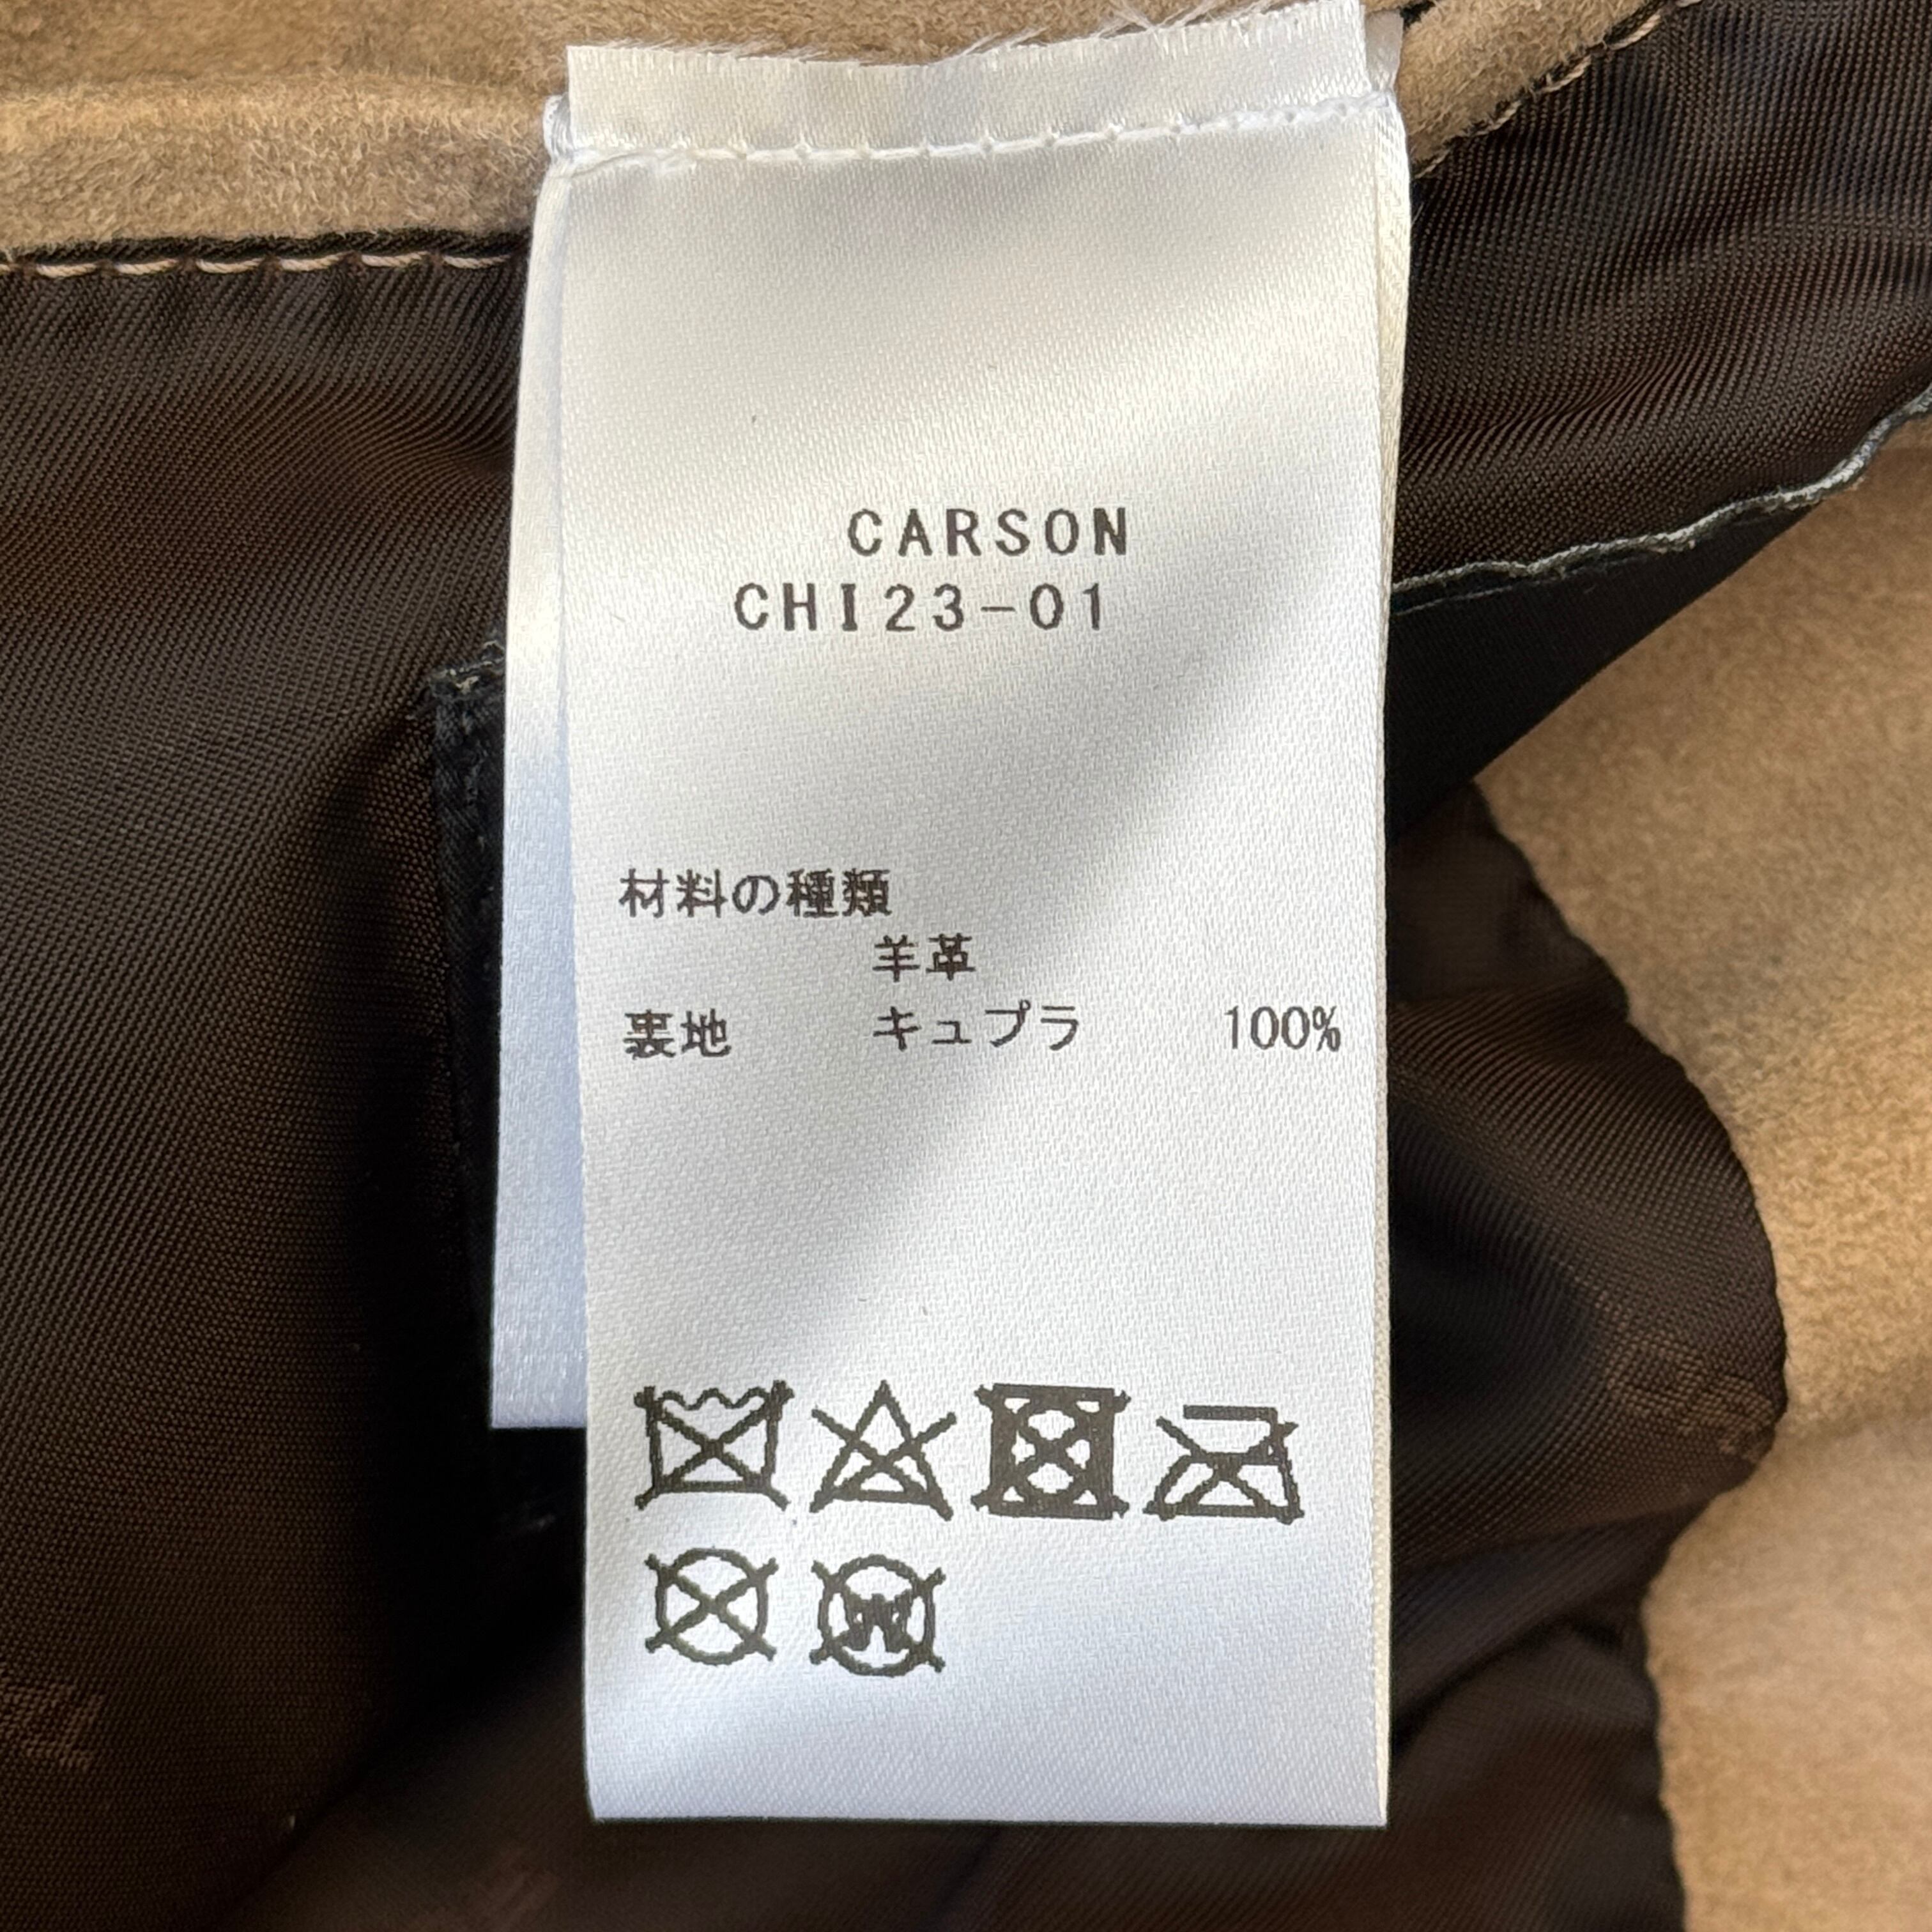 CARSON
CHI23-01
材料の種類
羊革
裏地 キュプラ 100%
W